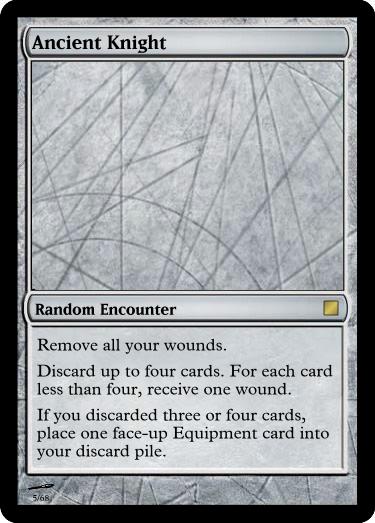 Ancient Knight
Random Encounter
Remove all your wounds.
Discard up to four cards. For each card
less than four, receive one wound.
If you discarded three or four cards,
place one face-up Equipment card into
your discard pile.
5/68